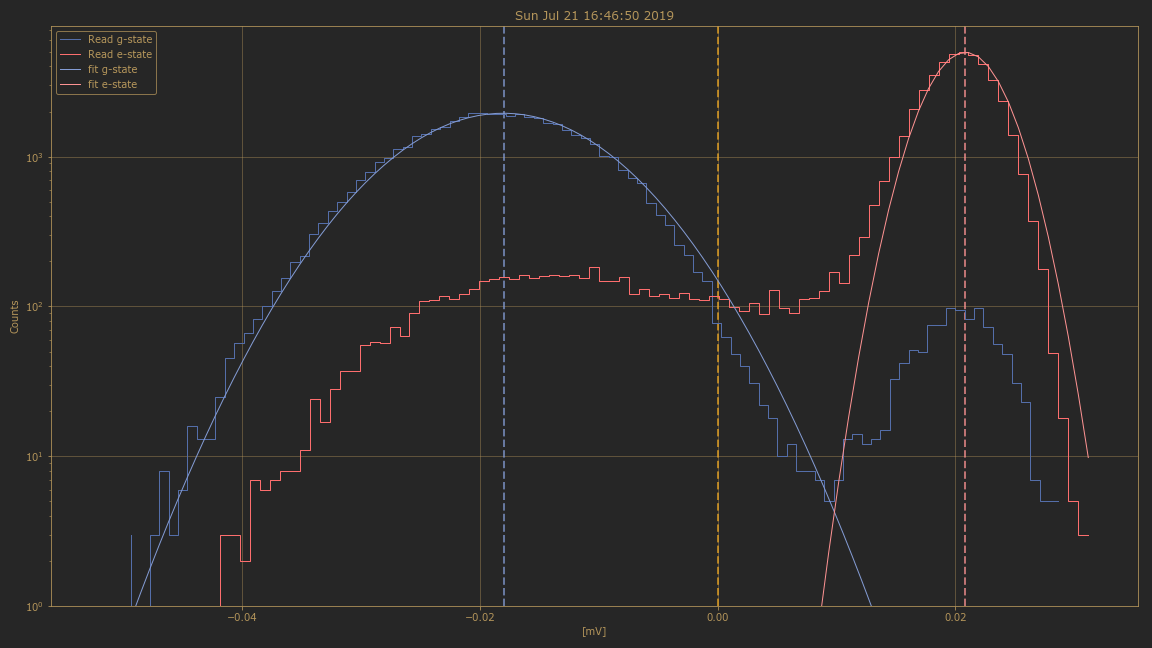 Sun Jul 21 16:46:50 2019
Read g-state
Read e-state
fit g-state
fit e-state
Counts
10³
10²
10¹
10⁰
−0.04
−0.02
0.00
0.02
[mV]